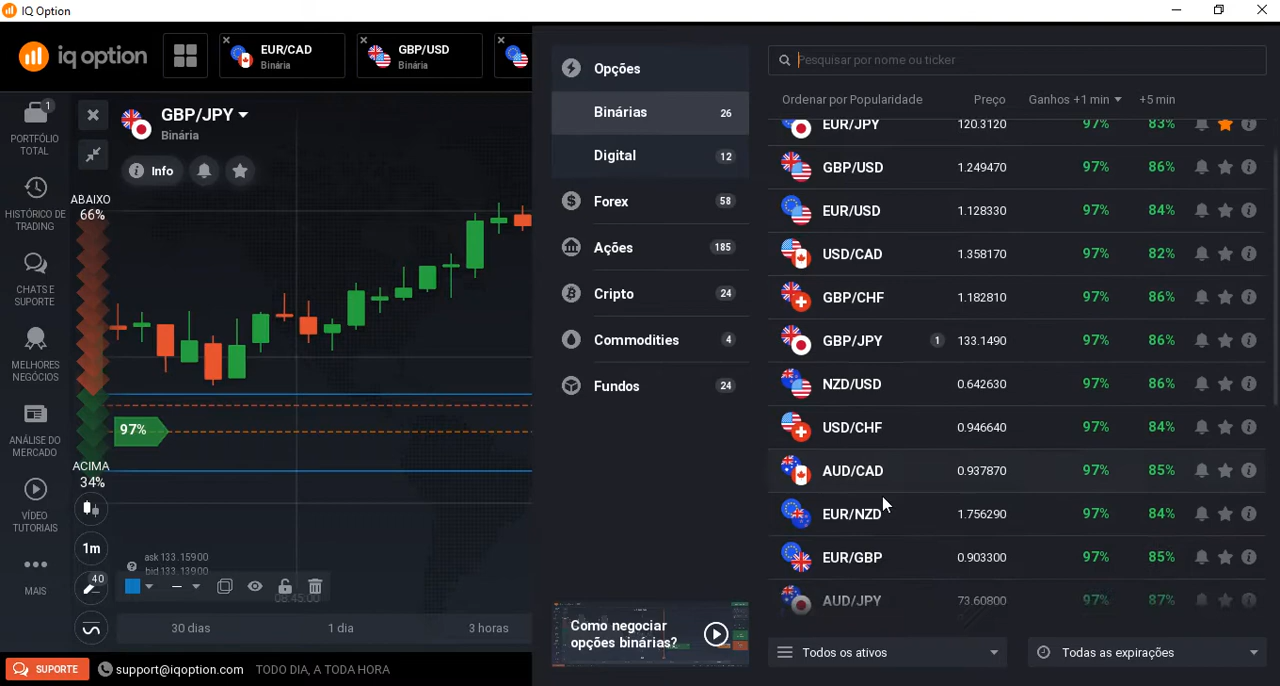 IQ Option
iq option
EUR/CAD
Binária
GBP/USD
Binária
PORTFÓLIO
TOTAL
1
HISTÓRICO DE
TRADING
CHATS E
SUPORTE
MELHORES
NEGÓCIOS
ANÁLISE DO
MERCADO
VÍDEO
TUTORIAIS
MAIS
GBP/JPY
Binária
Info
ABAIXO
66%
97%
ACIMA
34%
1m
40
ask 133.15900
bid 133.13900
08:45:00
30 dias 1 dia 3 horas
SUPORTE support@iqoption.com TODO DIA, A TODA HORA
Opções
Binárias 26
Digital 12
Forex 58
Ações 185
Cripto 24
Commodities 4
Fundos 24
Como negociar
opções binárias?
Pesquisar por nome ou ticker
Ordenar por Popularidade Preço Ganhos +1 min +5 min
EUR/JPY 120.3120 97% 83%
GBP/USD 1.249470 97% 86%
EUR/USD 1.128330 97% 84%
USD/CAD 1.358170 97% 82%
GBP/CHF 1.182810 97% 86%
GBP/JPY 1 133.1490 97% 86%
NZD/USD 0.642630 97% 86%
USD/CHF 0.946640 97% 84%
AUD/CAD 0.937870 97% 85%
EUR/NZD 1.756290 97% 84%
EUR/GBP 0.903300 97% 85%
AUD/JPY 73.60800 97% 87%
Todos os ativos Todas as expirações